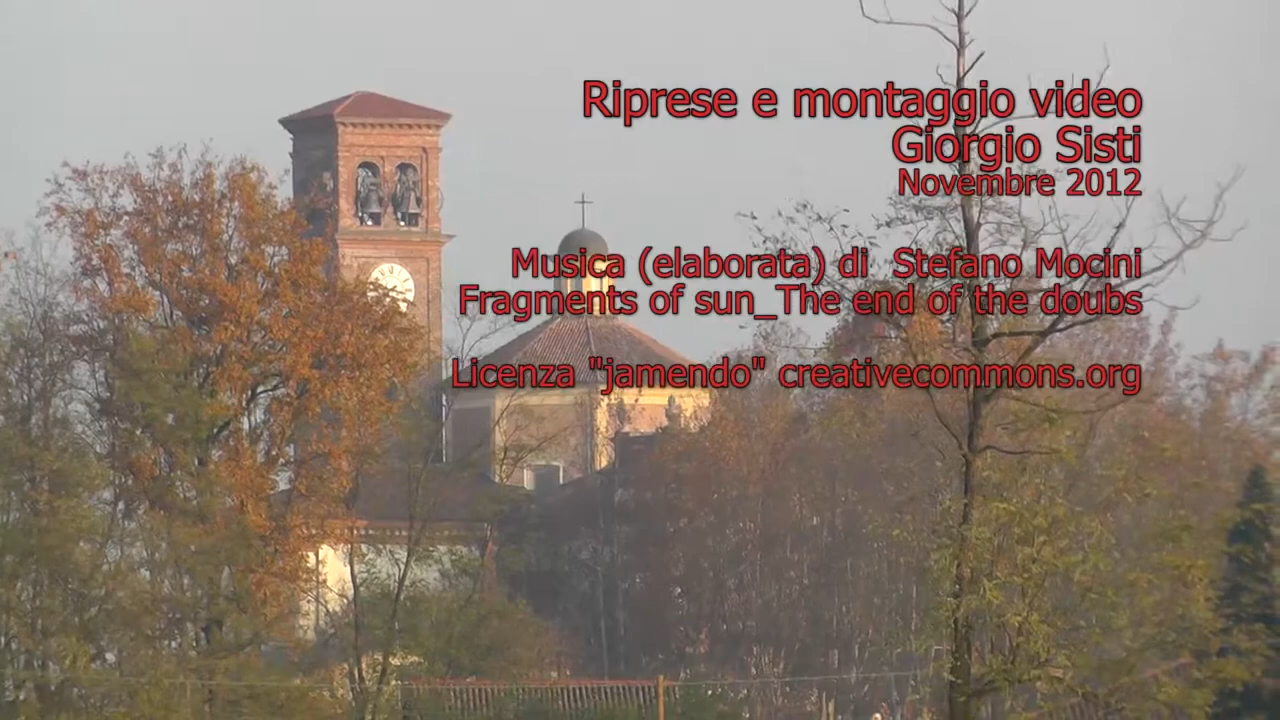 Riprese e montaggio video
Giorgio Sisti
Novembre 2012
Musica (elaborata) di  Stefano Mocini
Fragments of sun_The end of the doubs
Licenza "jamendo" creativecommons.org